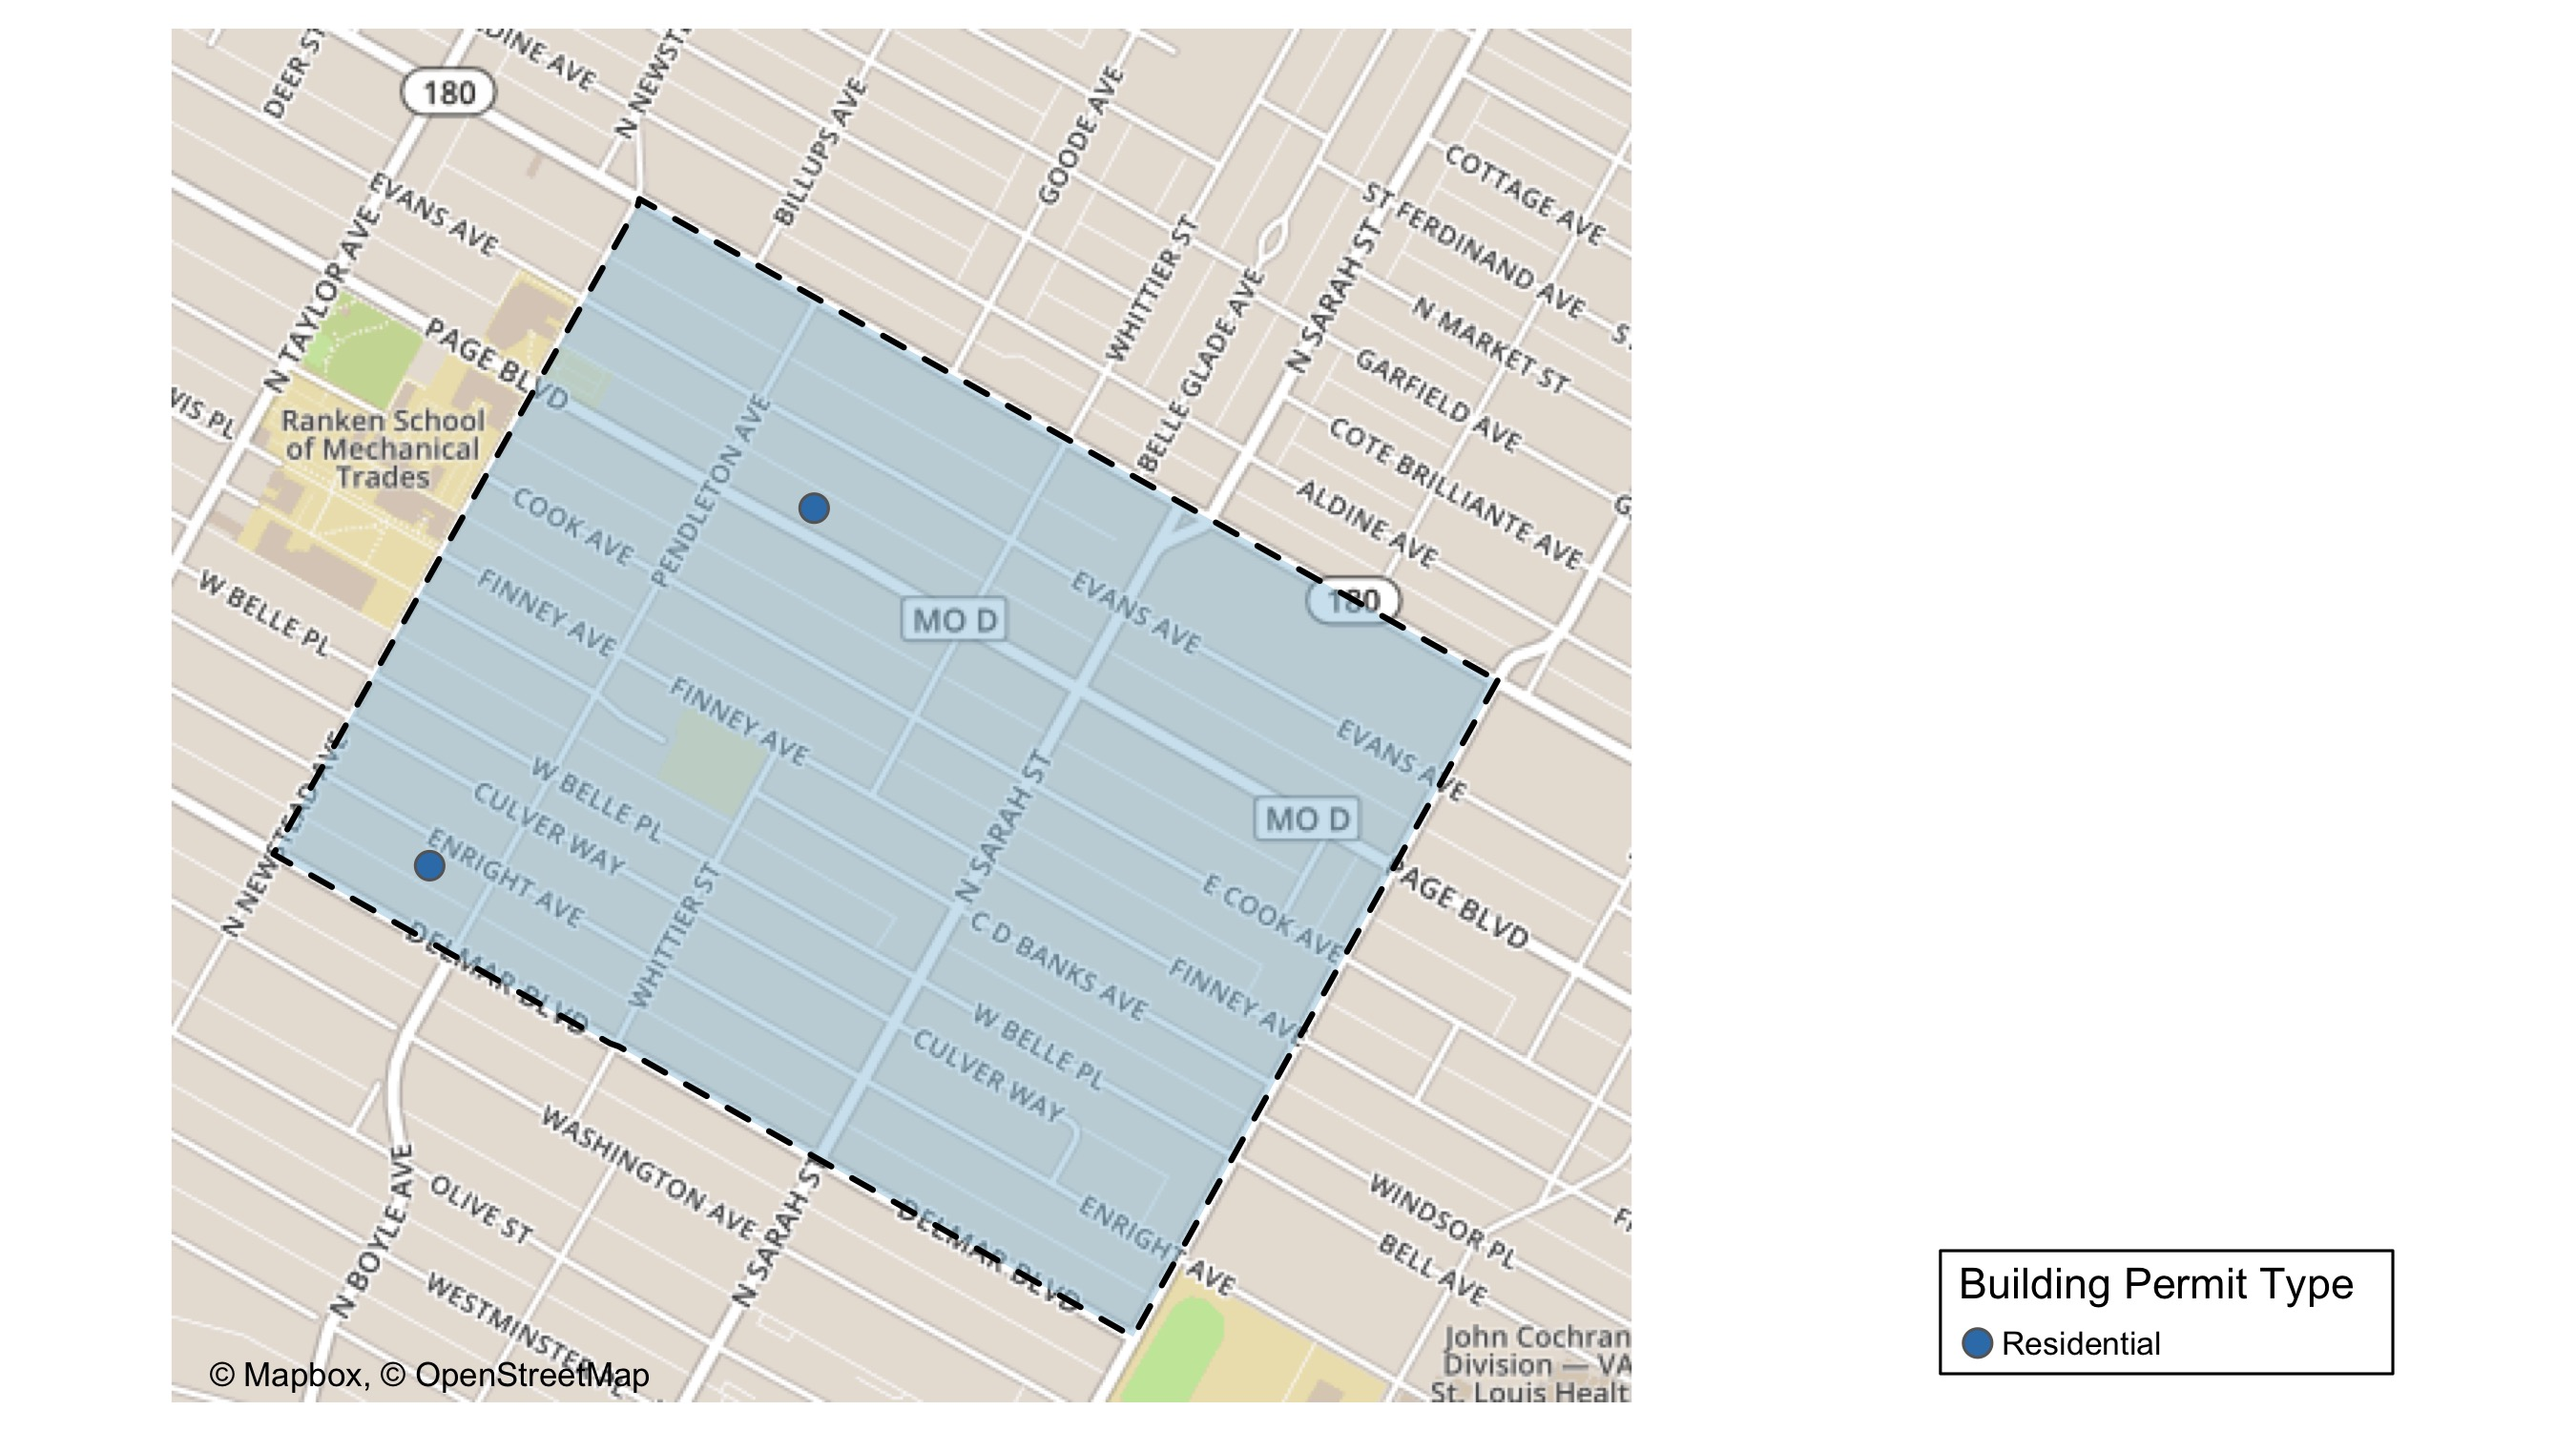 DEER ST
180
DINE AVE
N NEWST
BILLUPS AVE
GOODE AVE
COTTAGE AVE
ST FERDINAND AVE
EVANS AVE
N TAYLOR AVE
WHITTIER ST
BELLE GLADE AVE
N SARAH ST
N MARKET ST
GARFIELD AVE
PAGE BLVD
COTE BRILLIANTE AVE
ALDINE AVE
Ranken School
of Mechanical
Trades
PENDLETON AVE
COOK AVE
MO D
EVANS AVE
180
W BELLE PL
FINNEY AVE
FINNEY AVE
EVANS AVE
N NEWSTEAD AVE
W BELLE PL
CULVER WAY
ENRIGHT AVE
N SARAH ST
MO D
E COOK AVE
PAGE BLVD
DELMAR BLVD
WHITTIER ST
C D BANKS AVE
FINNEY AVE
W BELLE PL
CULVER WAY
WASHINGTON AVE
OLIVE ST
N BOYLE AVE
N SARAH ST
DELMAR BLVD
ENRIGHT AVE
WINDSOR PL
BELL AVE
WESTMINSTER PL
John Cochran
Division — VA
St. Louis Healt
© Mapbox, © OpenStreetMap
Building Permit Type
Residential